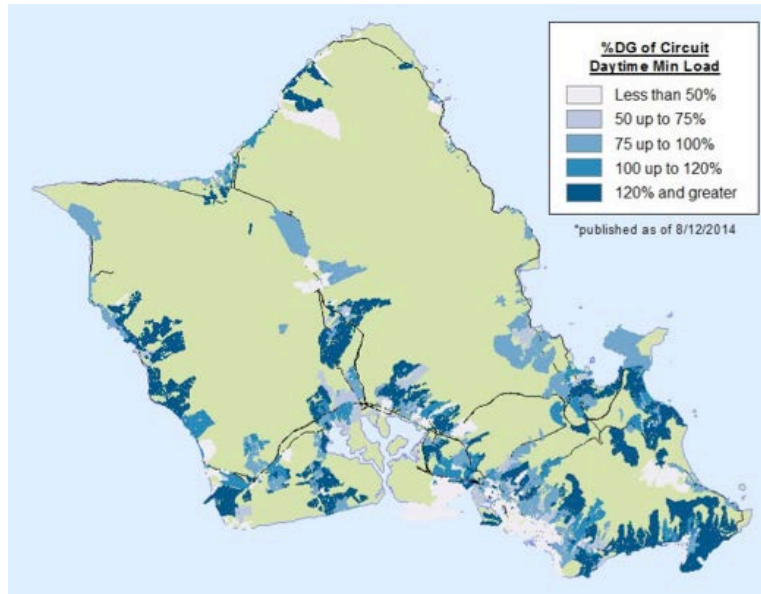 %DG of Circuit
Daytime Min Load
Less than 50%
50 up to 75%
75 up to 100%
100 up to 120%
120% and greater
*published as of 8/12/2014